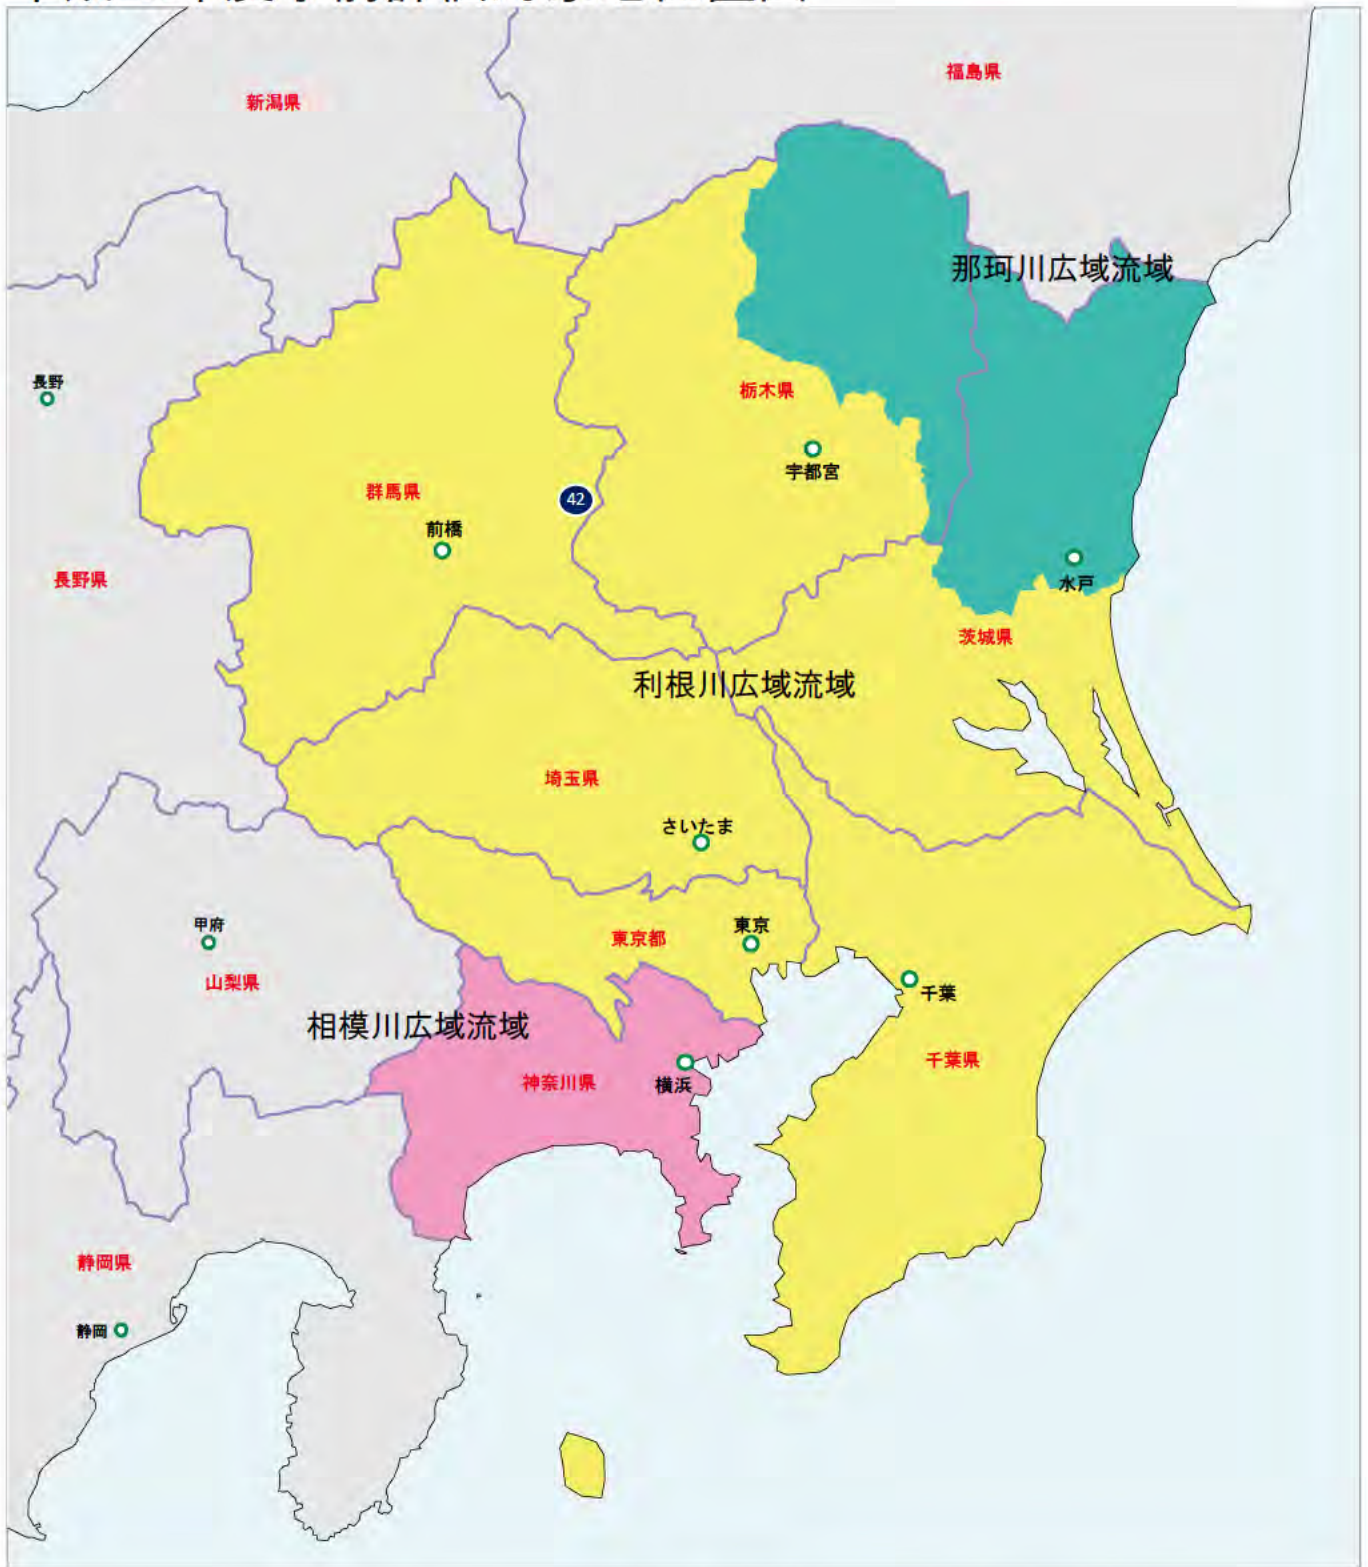 福島県
新潟県
那珂川広域流域
長野
栃木県
宇都宮
群馬県
42
前橋
長野県
水戸
茨城県
利根川広域流域
埼玉県
さいたま
甲府
東京
東京都
山梨県
千葉
相模川広域流域
千葉県
神奈川県
横浜
静岡県
静岡